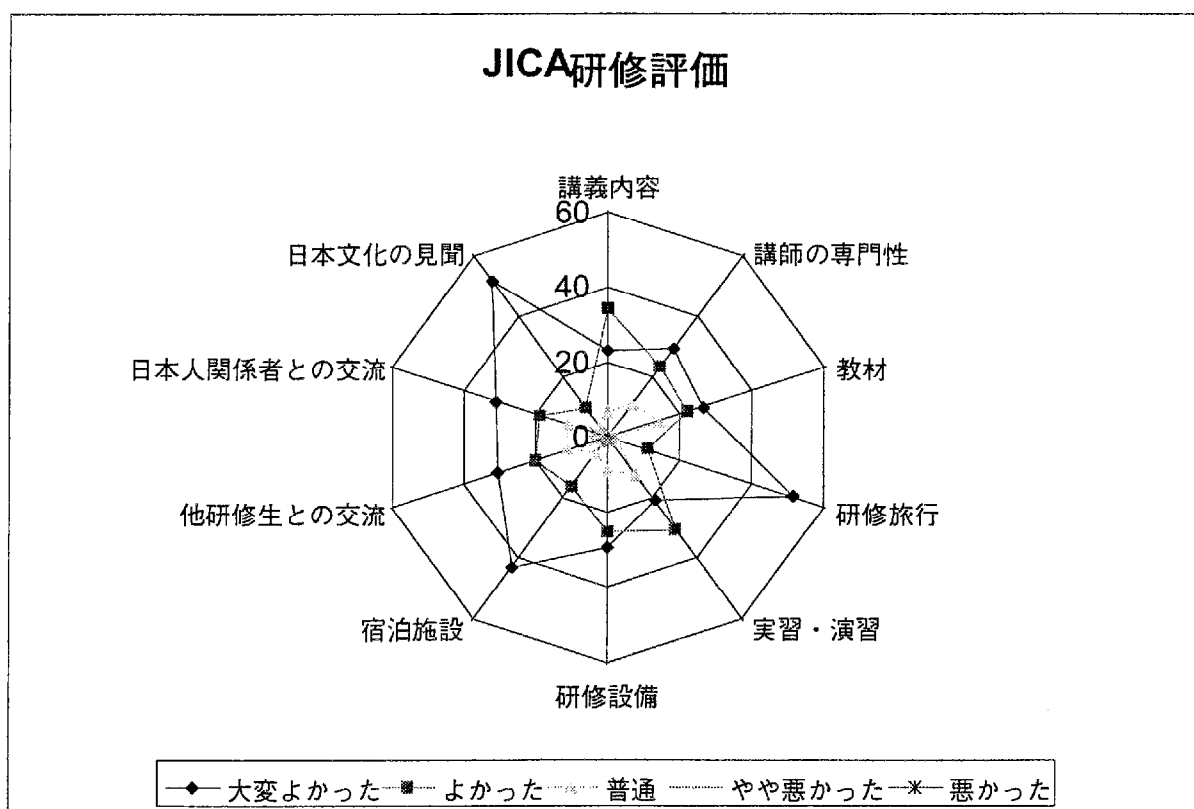 JICA研修評価
講義内容
60
日本文化の見聞
講師の専門性
40
日本人関係者との交流
20
教材
0
他研修生との交流
研修旅行
宿泊施設
実習・演習
研修設備
大変よかった よかった 普通 やや悪かった 悪かった